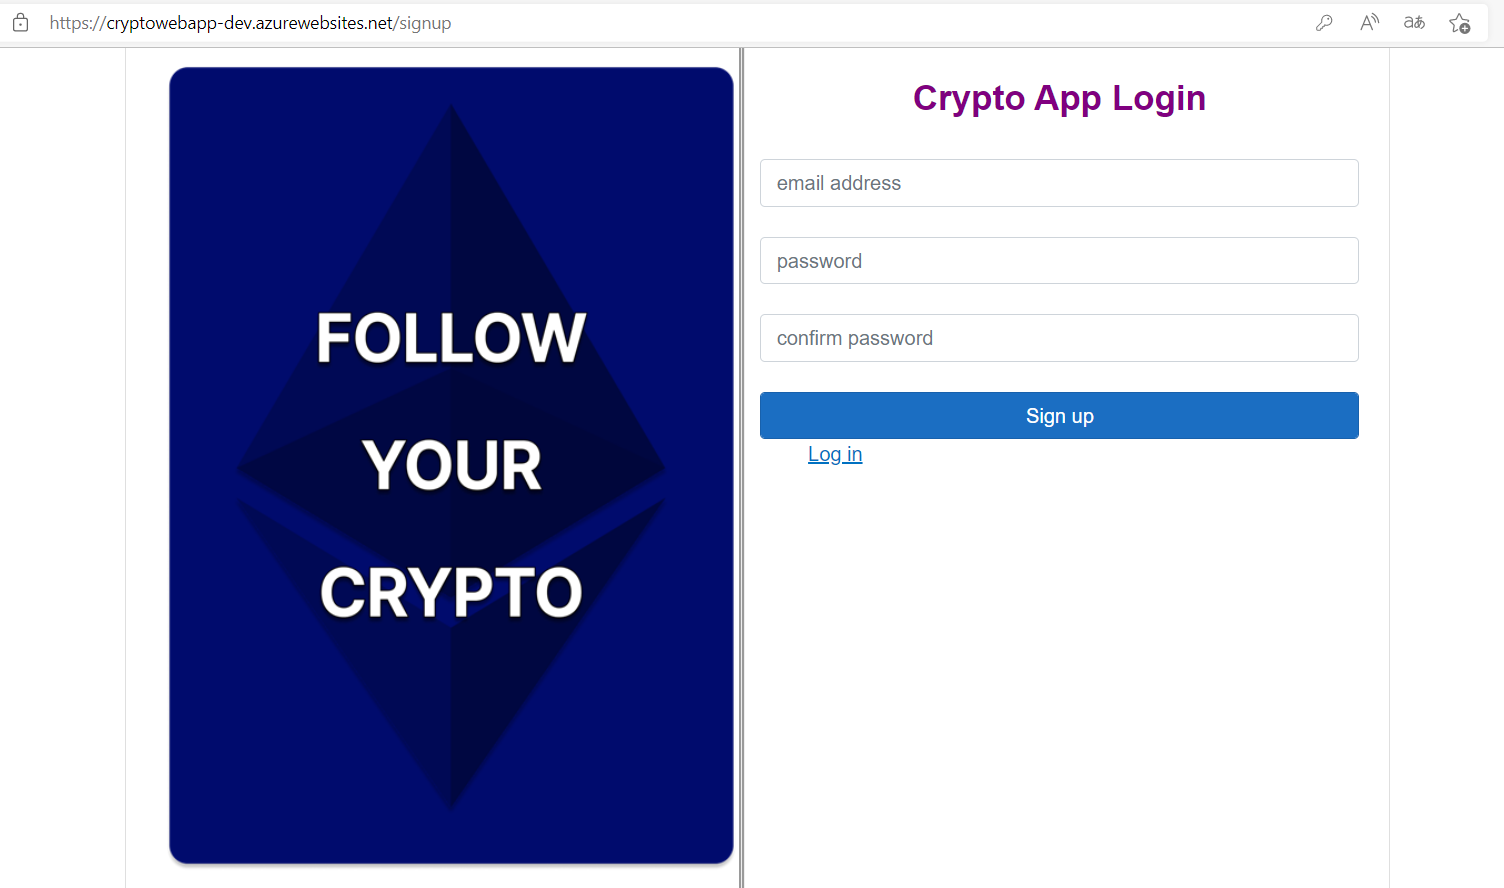 https://cryptowebapp-dev.azurewebsites.net/signup
FOLLOW
YOUR
CRYPTO
Crypto App Login
email address
password
confirm password
Sign up
Log in